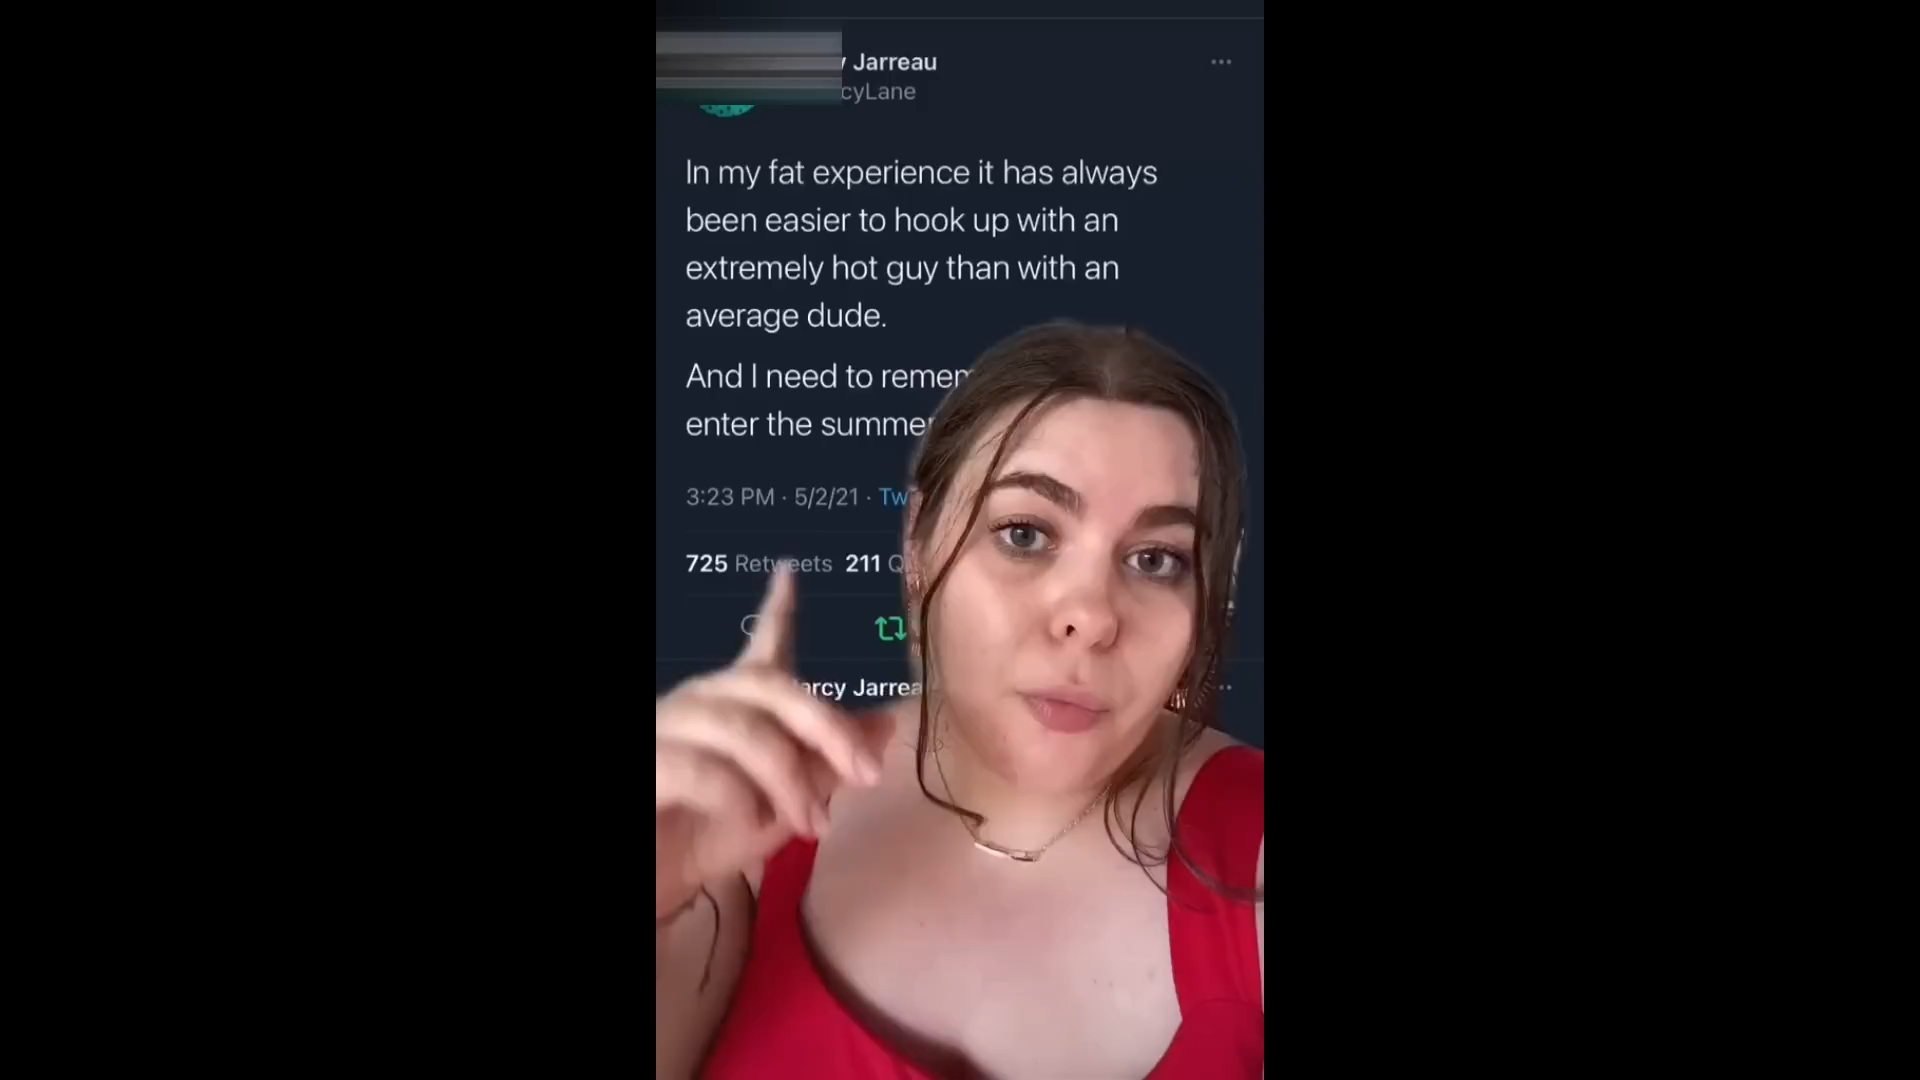 Jarreau
cyLane
In my fat experience it has always
been easier to hook up with an
extremely hot guy than with an
average dude.
And I need to remem
enter the summer
3:23 PM · 5/2/21 · Tw
725 Retweets 211 Q
arcy Jarrea